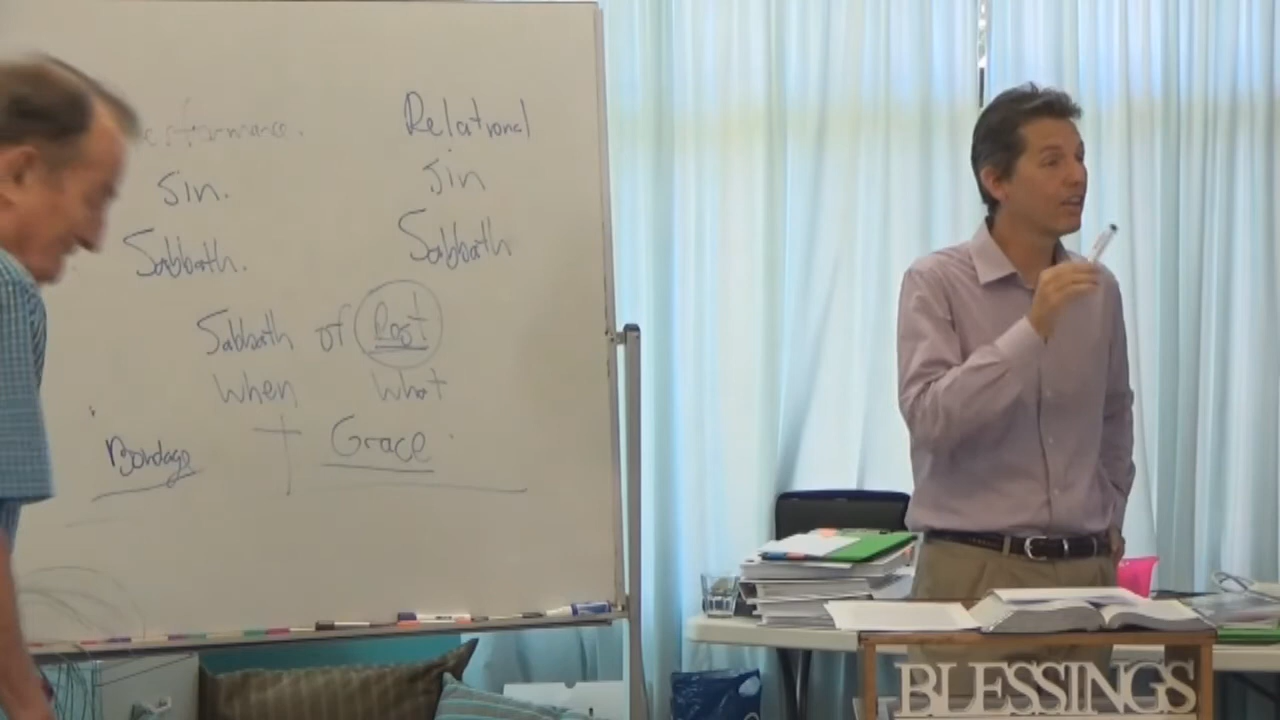 Relational
sin. sin
Sabbath. Sabbath
Sabbath of Rest
when what
Bondage Grace
BLESSINGS